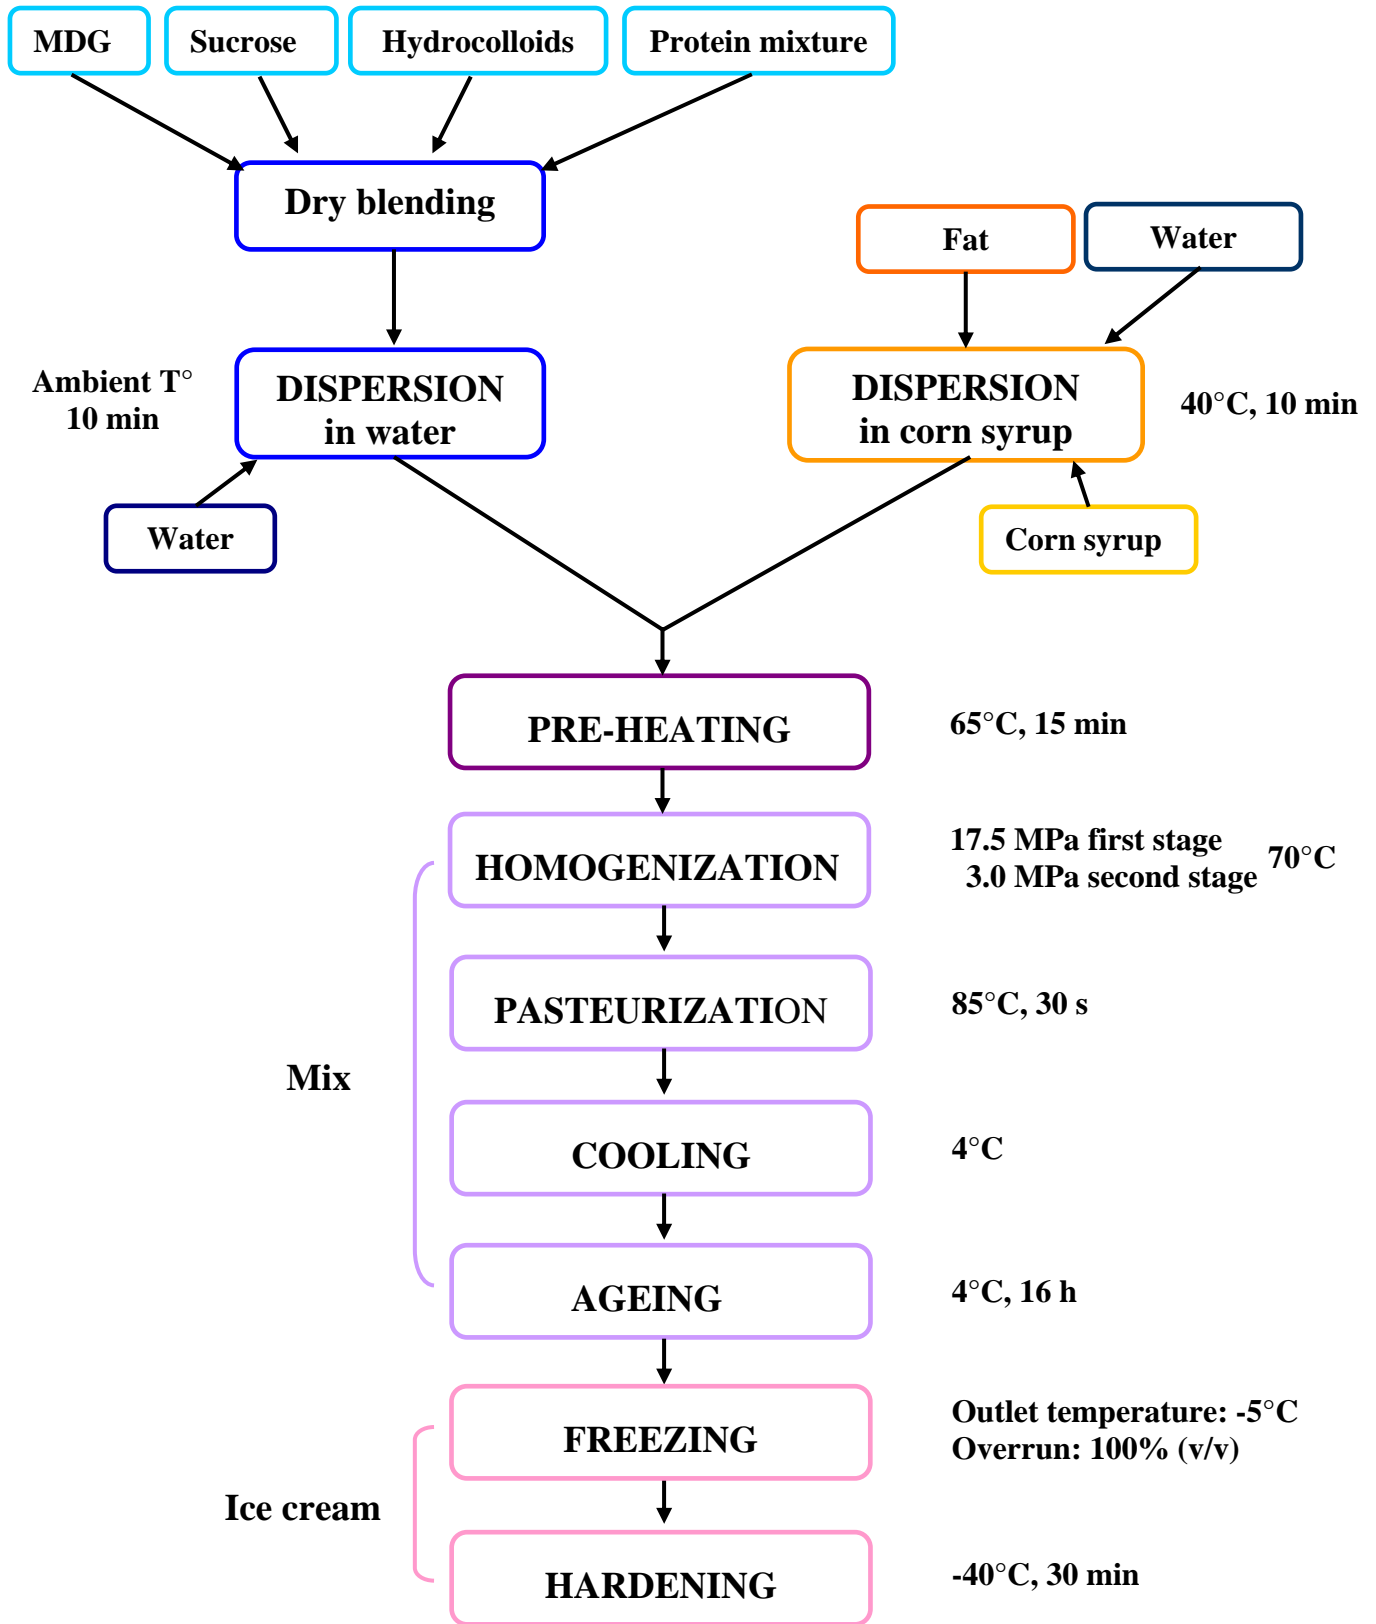 MDG
Sucrose
Hydrocolloids
Protein mixture
Dry blending
Fat
Water
Ambient T°
10 min
DISPERSION
in water
DISPERSION
in corn syrup
40°C, 10 min
Water
Corn syrup
PRE-HEATING
65°C, 15 min
HOMOGENIZATION
17.5 MPa first stage
3.0 MPa second stage
70°C
PASTEURIZATION
85°C, 30 s
Mix
COOLING
4°C
AGEING
4°C, 16 h
FREEZING
Outlet temperature: -5°C
Overrun: 100% (v/v)
Ice cream
HARDENING
-40°C, 30 min